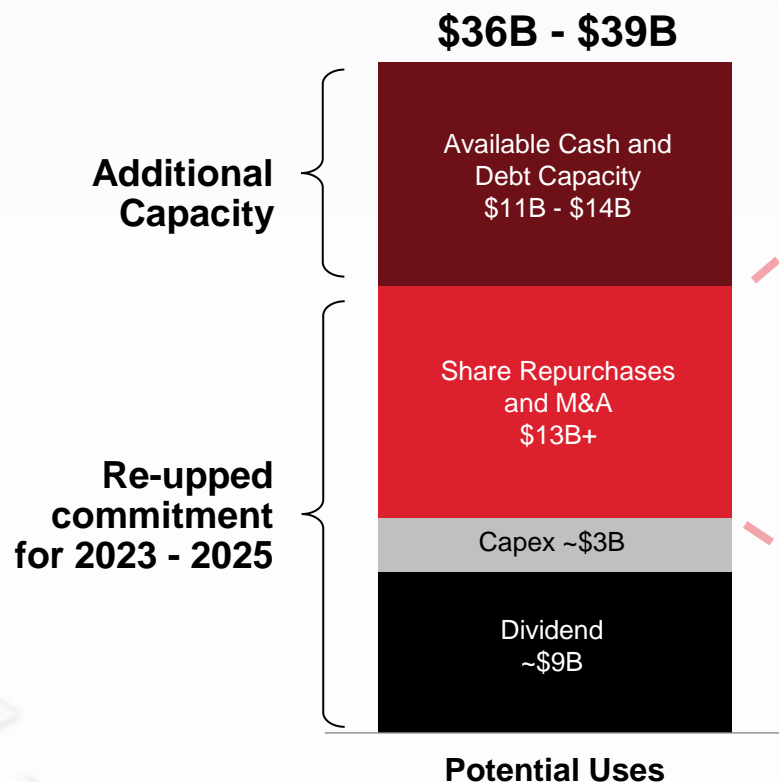 $36B - $39B
Additional
Capacity
Available Cash and
Debt Capacity
$11B - $14B
Re-upped
commitment
for 2023 - 2025
Share Repurchases
and M&A
$13B+
Capex ~$3B
Dividend
~$9B
Potential Uses